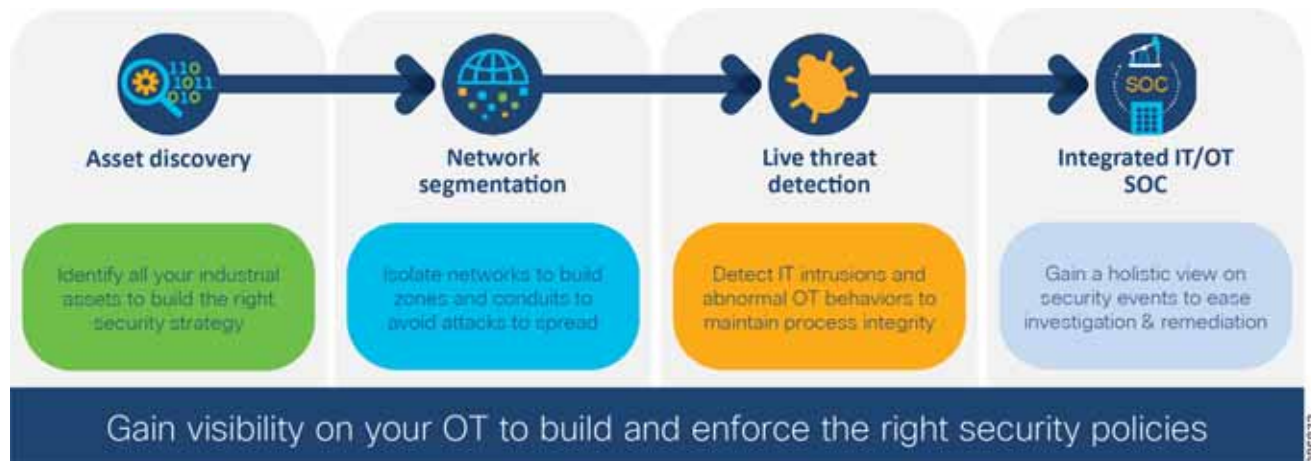 110
1011
010
SOC
Asset discovery
Network
segmentation
Live threat
detection
Integrated IT/OT
SOC
Identify all your industrial
assets to build the right
security strategy
Isolate networks to build
zones and conduits to
avoid attacks to spread
Detect IT intrusions and
abnormal OT behaviors to
maintain process integrity
Gain a holistic view on
security events to ease
investigation & remediation
Gain visibility on your OT to build and enforce the right security policies